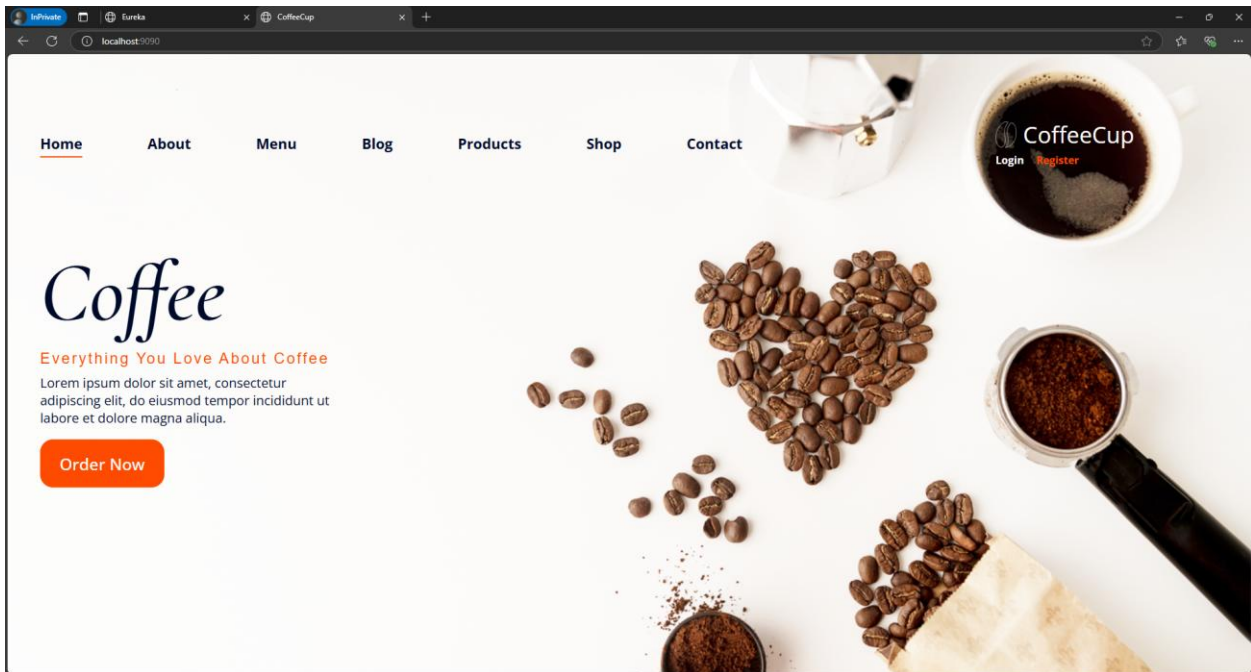 InPrivate Eureka CoffeeCup
localhost:9090
Home About Menu Blog Products Shop Contact
CoffeeCup
Login Register
Coffee
Everything You Love About Coffee
Lorem ipsum dolor sit amet, consectetur
adipiscing elit, do eiusmod tempor incididunt ut
labore et dolore magna aliqua.
Order Now